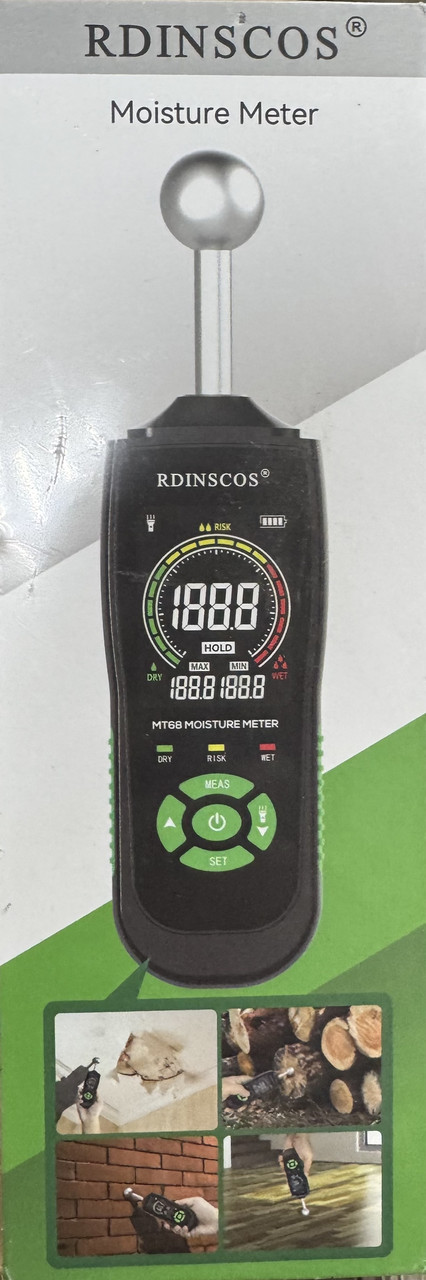 RDINSCOS®
Moisture Meter
RDINSCOS®
RISK
188.8
HOLD
MAX MIN
DRY WET
188.8 188.8
MT68 MOISTURE METER
DRY RISK WET
MEAS
SET